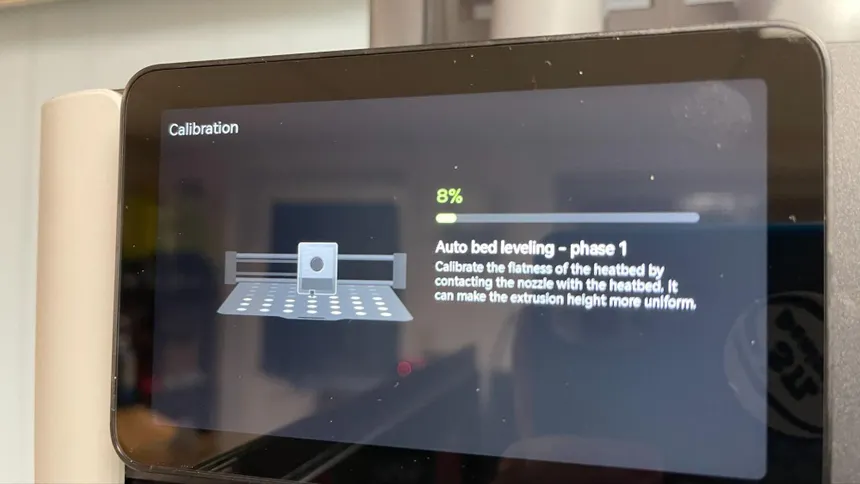 Calibration
8%
Auto bed leveling - phase 1
Calibrate the flatness of the heatbed by
contacting the nozzle with the heatbed. It
can make the extrusion height more uniform.